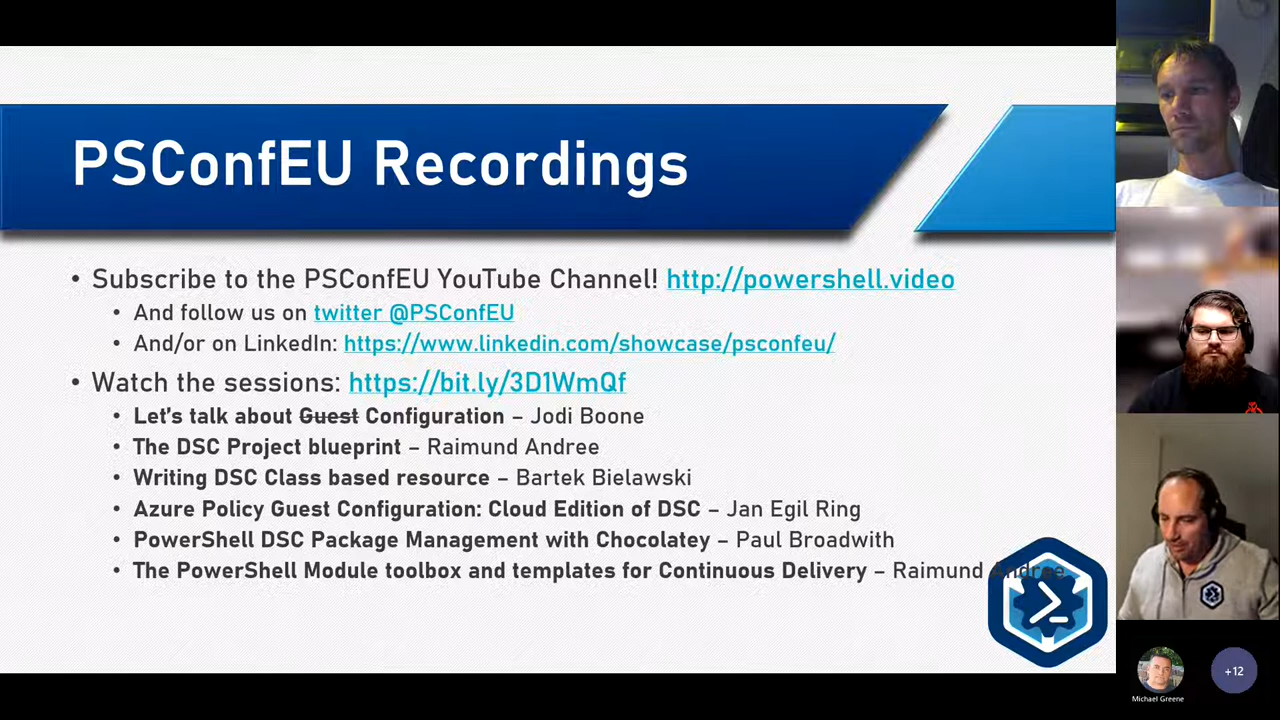 PSConfEU Recordings
• Subscribe to the PSConfEU YouTube Channel! http://powershell.video
• And follow us on twitter @PSConfEU
• And/or on LinkedIn: https://www.linkedin.com/showcase/psconfeu/
• Watch the sessions: https://bit.ly/3D1WmQf
• Let's talk about Guest Configuration – Jodi Boone
• The DSC Project blueprint – Raimund Andree
• Writing DSC Class based resource – Bartek Bielawski
• Azure Policy Guest Configuration: Cloud Edition of DSC – Jan Egil Ring
• PowerShell DSC Package Management with Chocolatey – Paul Broadwith
• The PowerShell Module toolbox and templates for Continuous Delivery – Raimund Andree
Michael Greene
+12